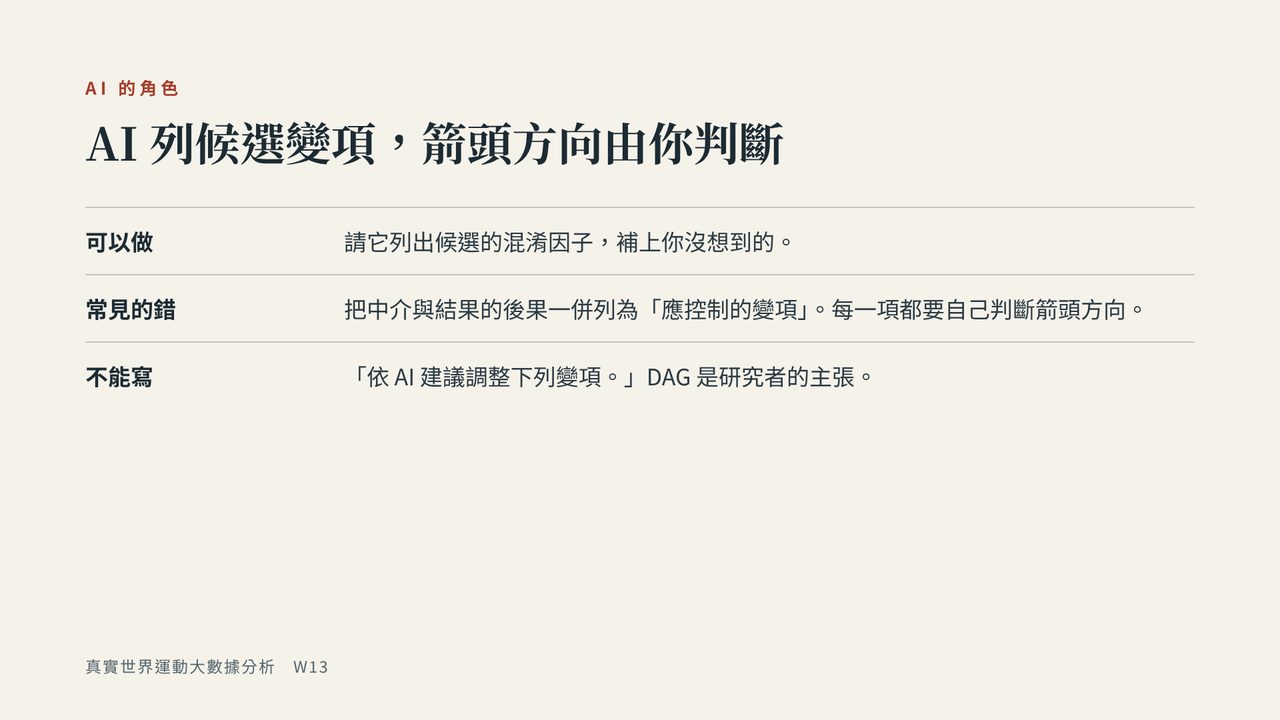 AI 的角色
AI 列候選變項，箭頭方向由你判斷
可以做 請它列出候選的混淆因子，補上你沒想到的。
常見的錯 把中介與結果的後果一併列為「應控制的變項」。每一項都要自己判斷箭頭方向。
不能寫 「依 AI 建議調整下列變項。」DAG 是研究者的主張。
真實世界運動大數據分析 W13